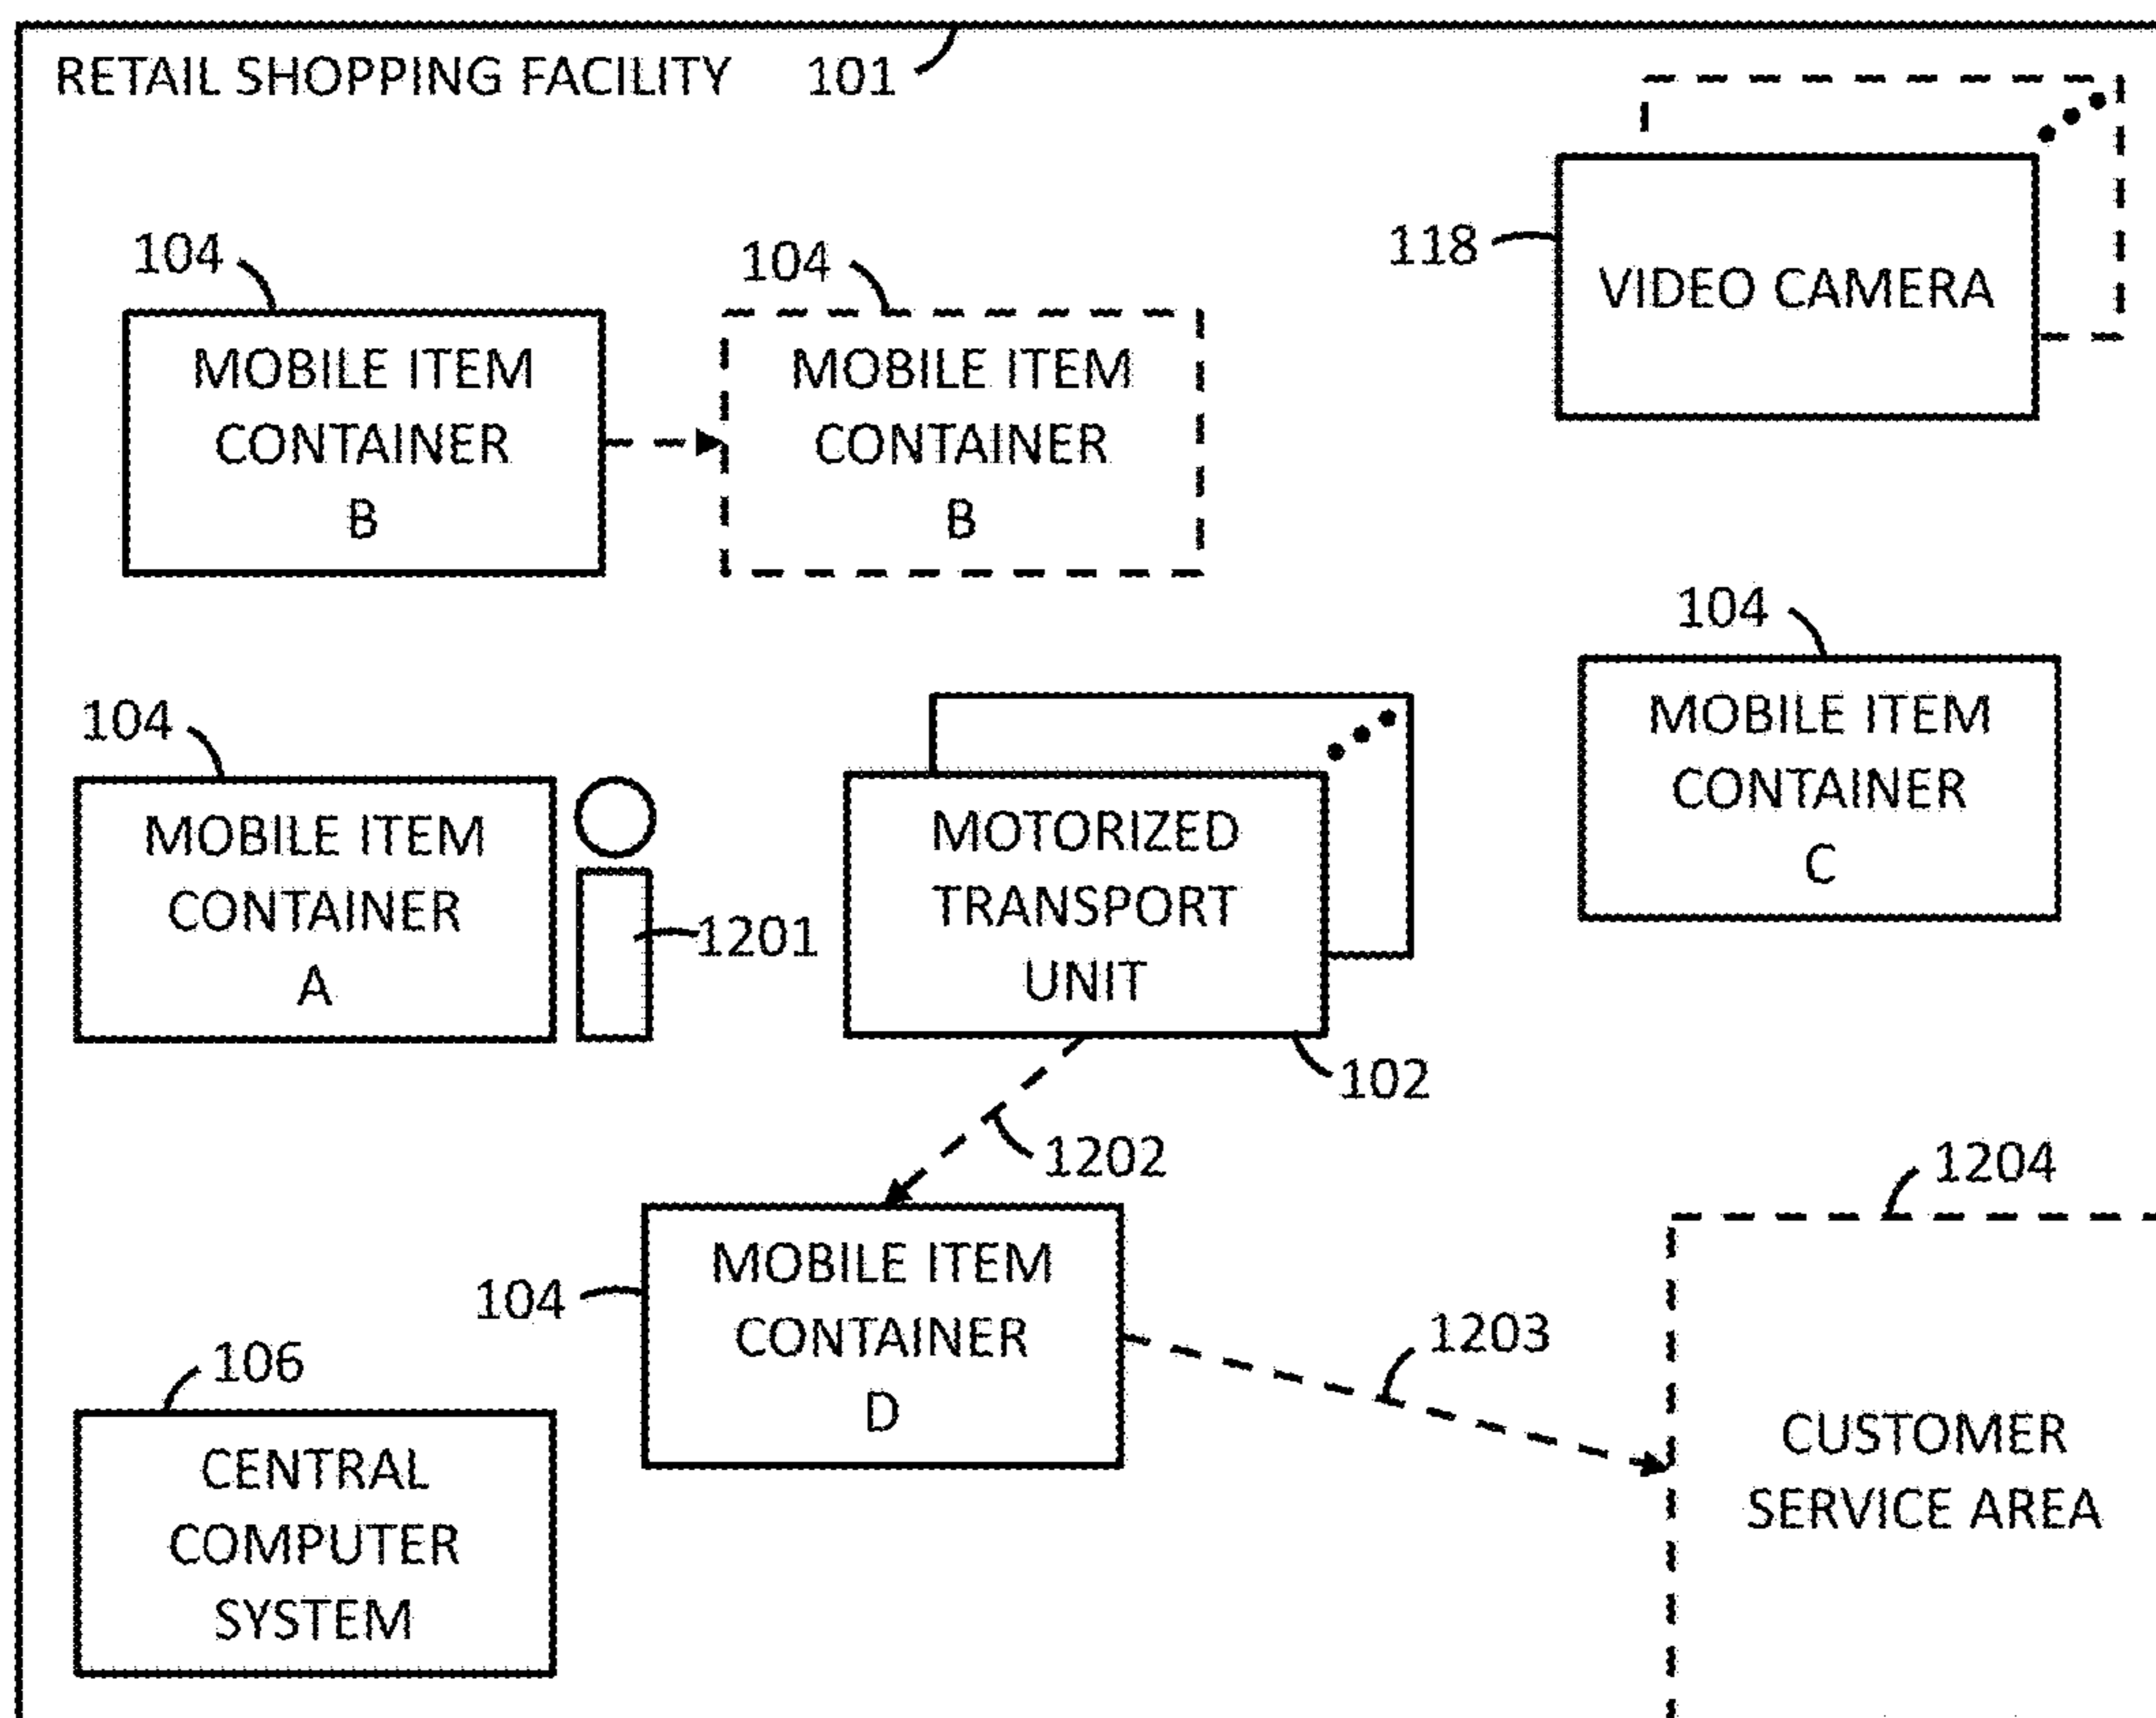 RETAIL SHOPPING FACILITY 101
104
MOBILE ITEM
CONTAINER
B
104
MOBILE ITEM
CONTAINER
B
118
VIDEO CAMERA
104
MOBILE ITEM
CONTAINER
A
1201
MOTORIZED
TRANSPORT
UNIT
102
104
MOBILE ITEM
CONTAINER
C
1202
104
MOBILE ITEM
CONTAINER
D
1203
1204
CUSTOMER
SERVICE AREA
106
CENTRAL
COMPUTER
SYSTEM